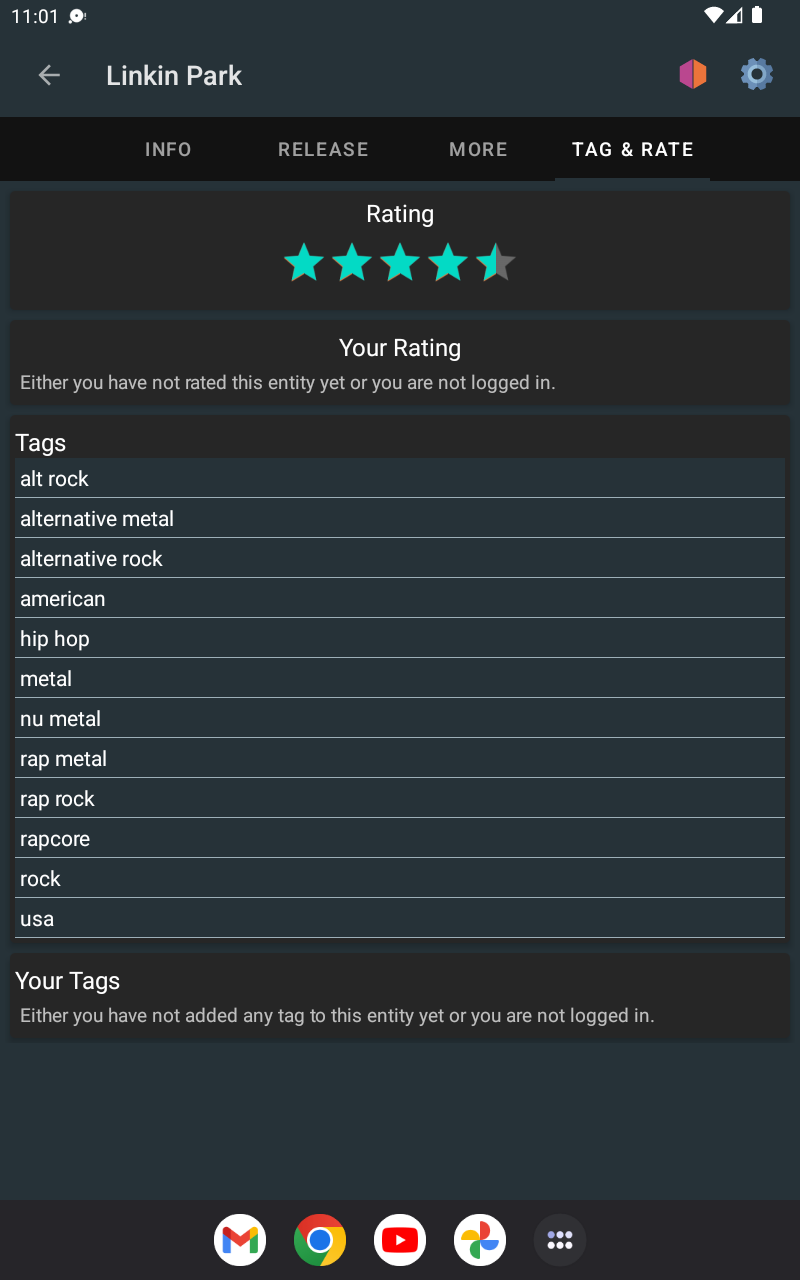 11:01
Linkin Park
INFO RELEASE MORE TAG & RATE
Rating
Your Rating
Either you have not rated this entity yet or you are not logged in.
Tags
alt rock
alternative metal
alternative rock
american
hip hop
metal
nu metal
rap metal
rap rock
rapcore
rock
usa
Your Tags
Either you have not added any tag to this entity yet or you are not logged in.